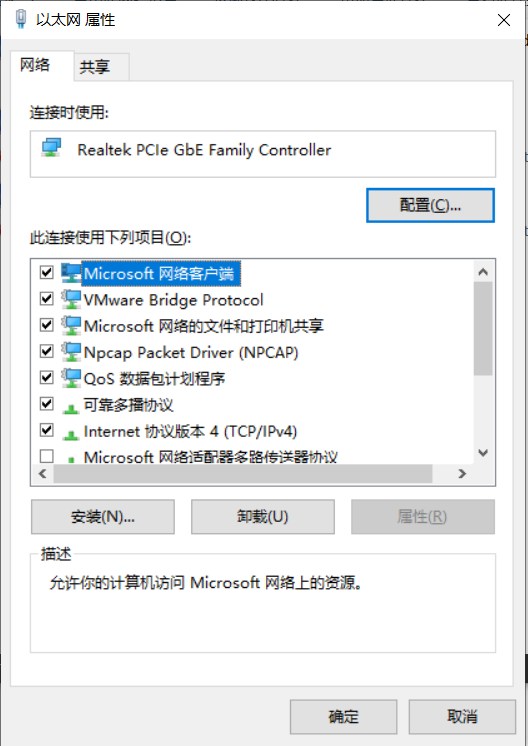 以太网 属性
网络
共享
连接时使用:
Realtek PCIe GbE Family Controller
配置(C)...
此连接使用下列项目(O):
Microsoft 网络客户端
VMware Bridge Protocol
Microsoft 网络的文件和打印机共享
Npcap Packet Driver (NPCAP)
QoS 数据包计划程序
可靠多播协议
Internet 协议版本 4 (TCP/IPv4)
Microsoft 网络适配器多路传送器协议
安装(N)...
卸载(U)
属性(R)
描述
允许你的计算机访问 Microsoft 网络上的资源。
确定
取消